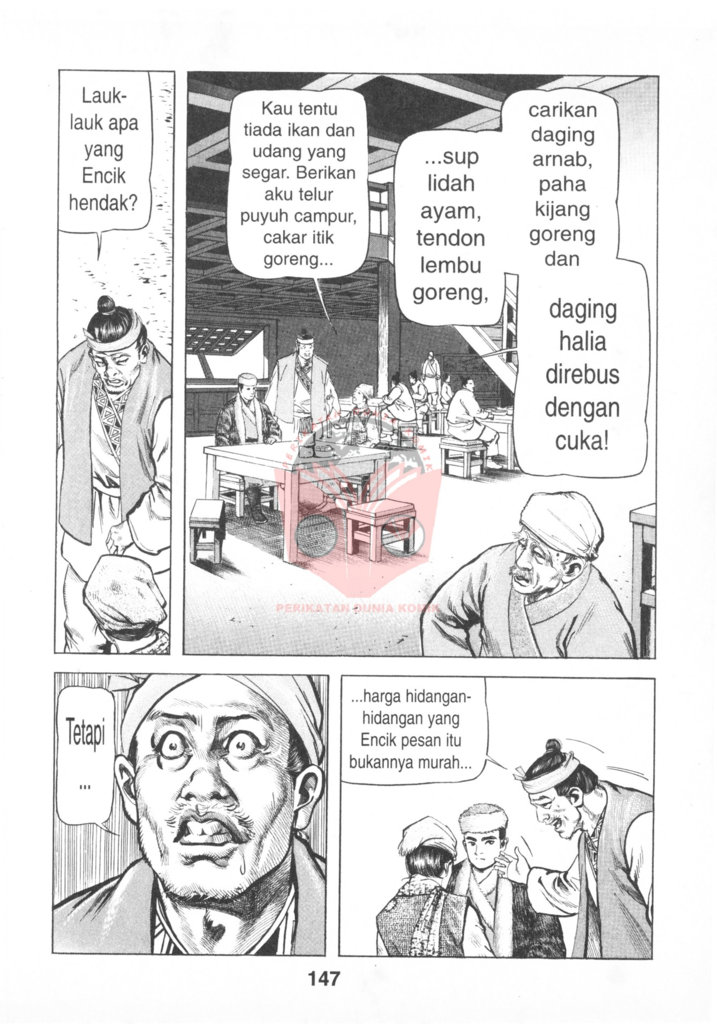 Lauk-
lauk apa
yang
Encik
hendak?
Kau tentu
tiada ikan dan
udang yang
segar. Berikan
aku telur
puyuh campur,
cakar itik
goreng...
...sup
lidah
ayam,
tendon
lembu
goreng,
carikan
daging
arnab,
paha
kijang
goreng
dan
daging
halia
direbus
dengan
cuka!
PERIKATAN DUNIA KOMIK
Tetapi
...
...harga hidangan-
hidangan yang
Encik pesan itu
bukannya murah...
147